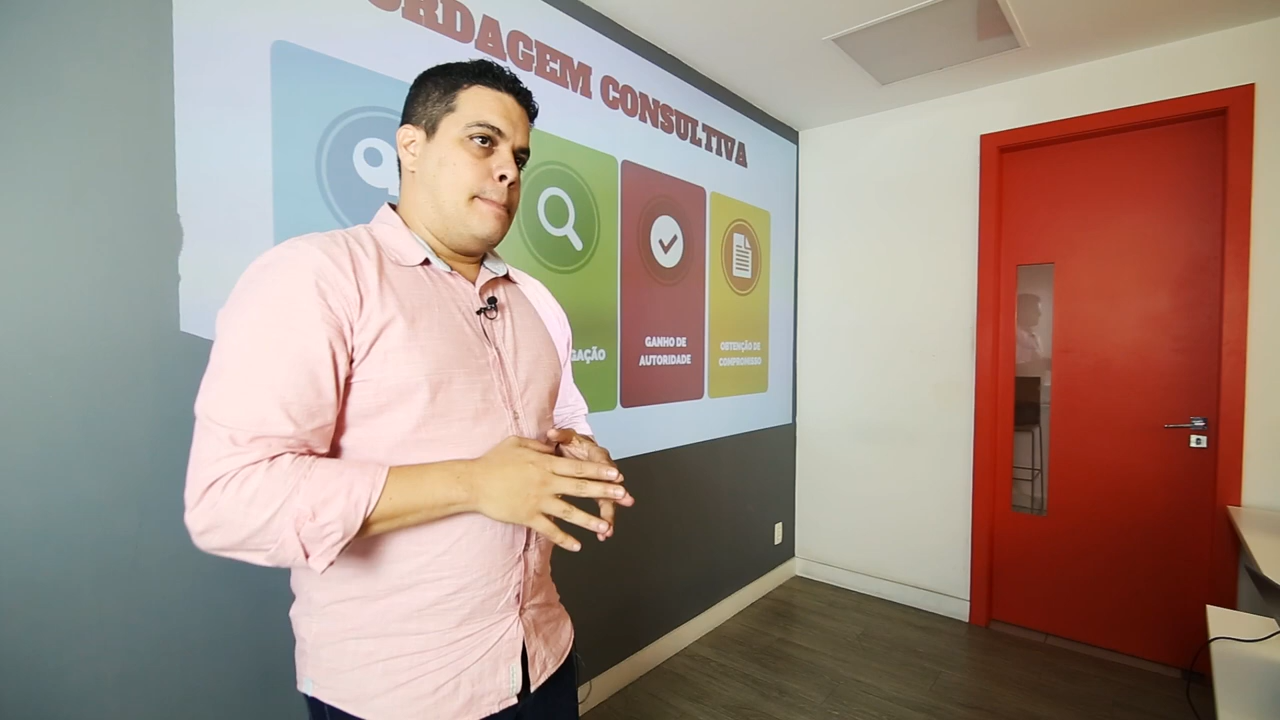 ORDAGEM CONSULTIVA
GAÇÃO
GANHO DE
AUTORIDADE
OBTENÇÃO DE
COMPROMISSO